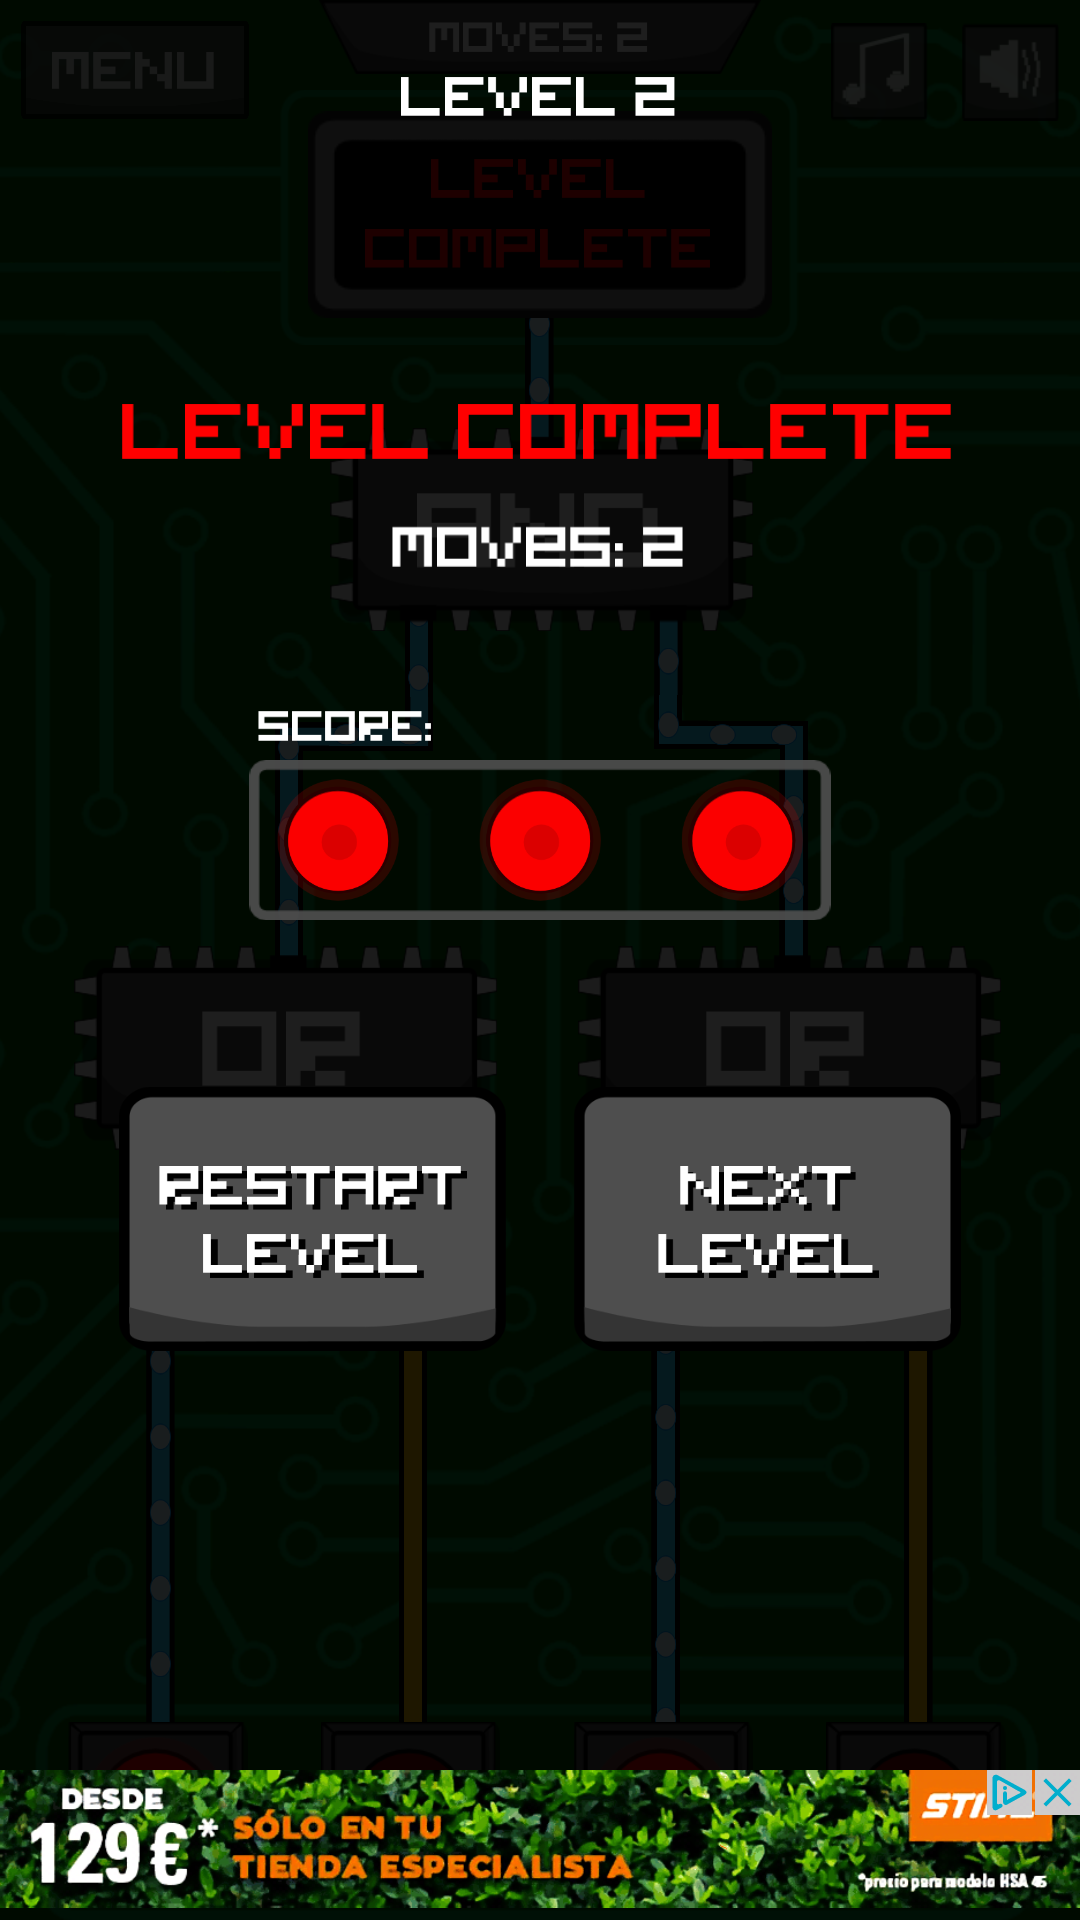 MOVES: 2
MENU
LEVEL 2
LEVEL
COMPLETE
LEVEL COMPLETE
AND
MOVES: 2
SCORE:
OR
OR
RESTART
LEVEL
NEXT
LEVEL
DESDE
129€*
SÓLO EN TU
TIENDA ESPECIALISTA
*precio para modelo HSA 45